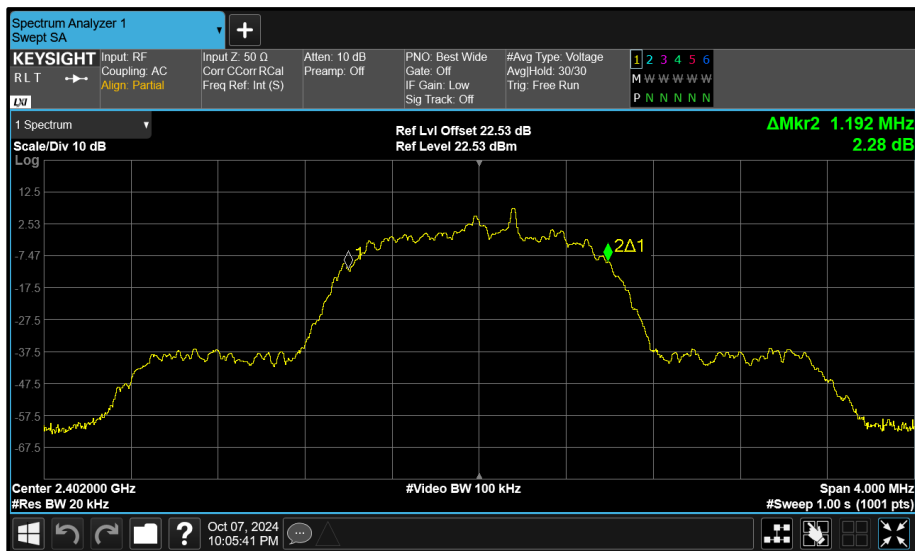 Spectrum Analyzer 1
Swept SA
KEYSIGHT
R L T
LXI
Input: RF
Coupling: AC
Align: Partial
Input Z: 50 Ω
Corr CCorr RCal
Freq Ref: Int (S)
Atten: 10 dB
Preamp: Off
PNO: Best Wide
Gate: Off
IF Gain: Low
Sig Track: Off
#Avg Type: Voltage
Avg|Hold: 30/30
Trig: Free Run
1 2 3 4 5 6
M W W W W W
P N N N N N
1 Spectrum
Scale/Div 10 dB
Log
Ref Lvl Offset 22.53 dB
Ref Level 22.53 dBm
ΔMkr2 1.192 MHz
2.28 dB
12.5
2.53
-7.47
-17.5
-27.5
-37.5
-47.5
-57.5
-67.5
1
2Δ1
Center 2.402000 GHz
#Res BW 20 kHz
#Video BW 100 kHz
Span 4.000 MHz
#Sweep 1.00 s (1001 pts)
?
Oct 07, 2024
10:05:41 PM